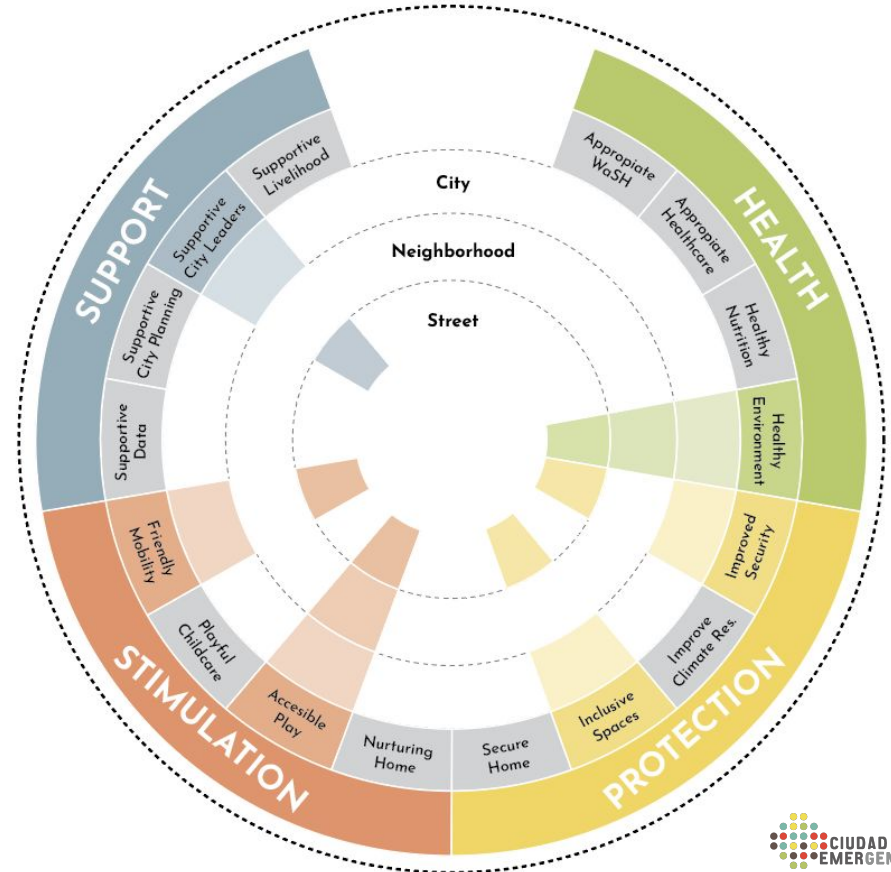 City
Neighborhood
Street
SUPPORT
Supportive
Livelihood
Supportive
City Leaders
Supportive
City Planning
Supportive
Data
HEALTH
Appropiate
WaSH
Appropiate
Healthcare
Healthy
Nutrition
Healthy
Environment
STIMULATION
Friendly
Mobility
Playful
Childcare
Accesible
Play
Nurturing
Home
PROTECTION
Improved
Security
Improve
Climate Res.
Inclusive
Spaces
Secure
Home
CIUDAD